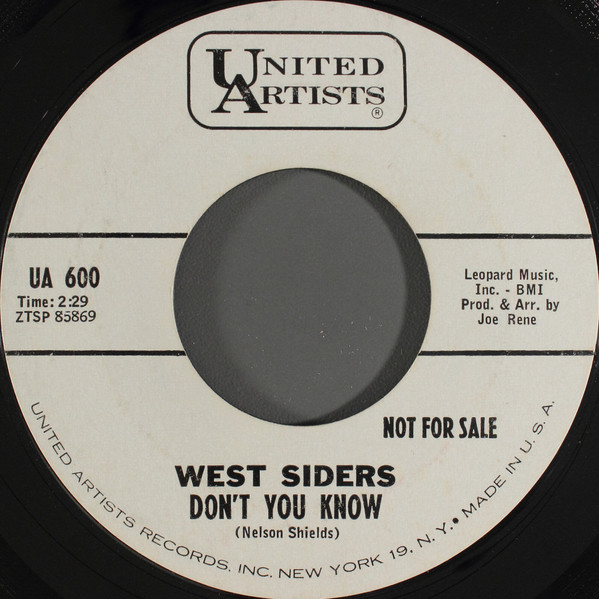 UNITED
ARTISTS
®
UA 600
Time: 2:29
ZTSP 85869
Leopard Music,
Inc. - BMI
Prod. & Arr. by
Joe Rene
NOT FOR SALE
WEST SIDERS
DON'T YOU KNOW
(Nelson Shields)
UNITED ARTISTS RECORDS, INC. NEW YORK 19, N.Y. • MADE IN U.S.A.